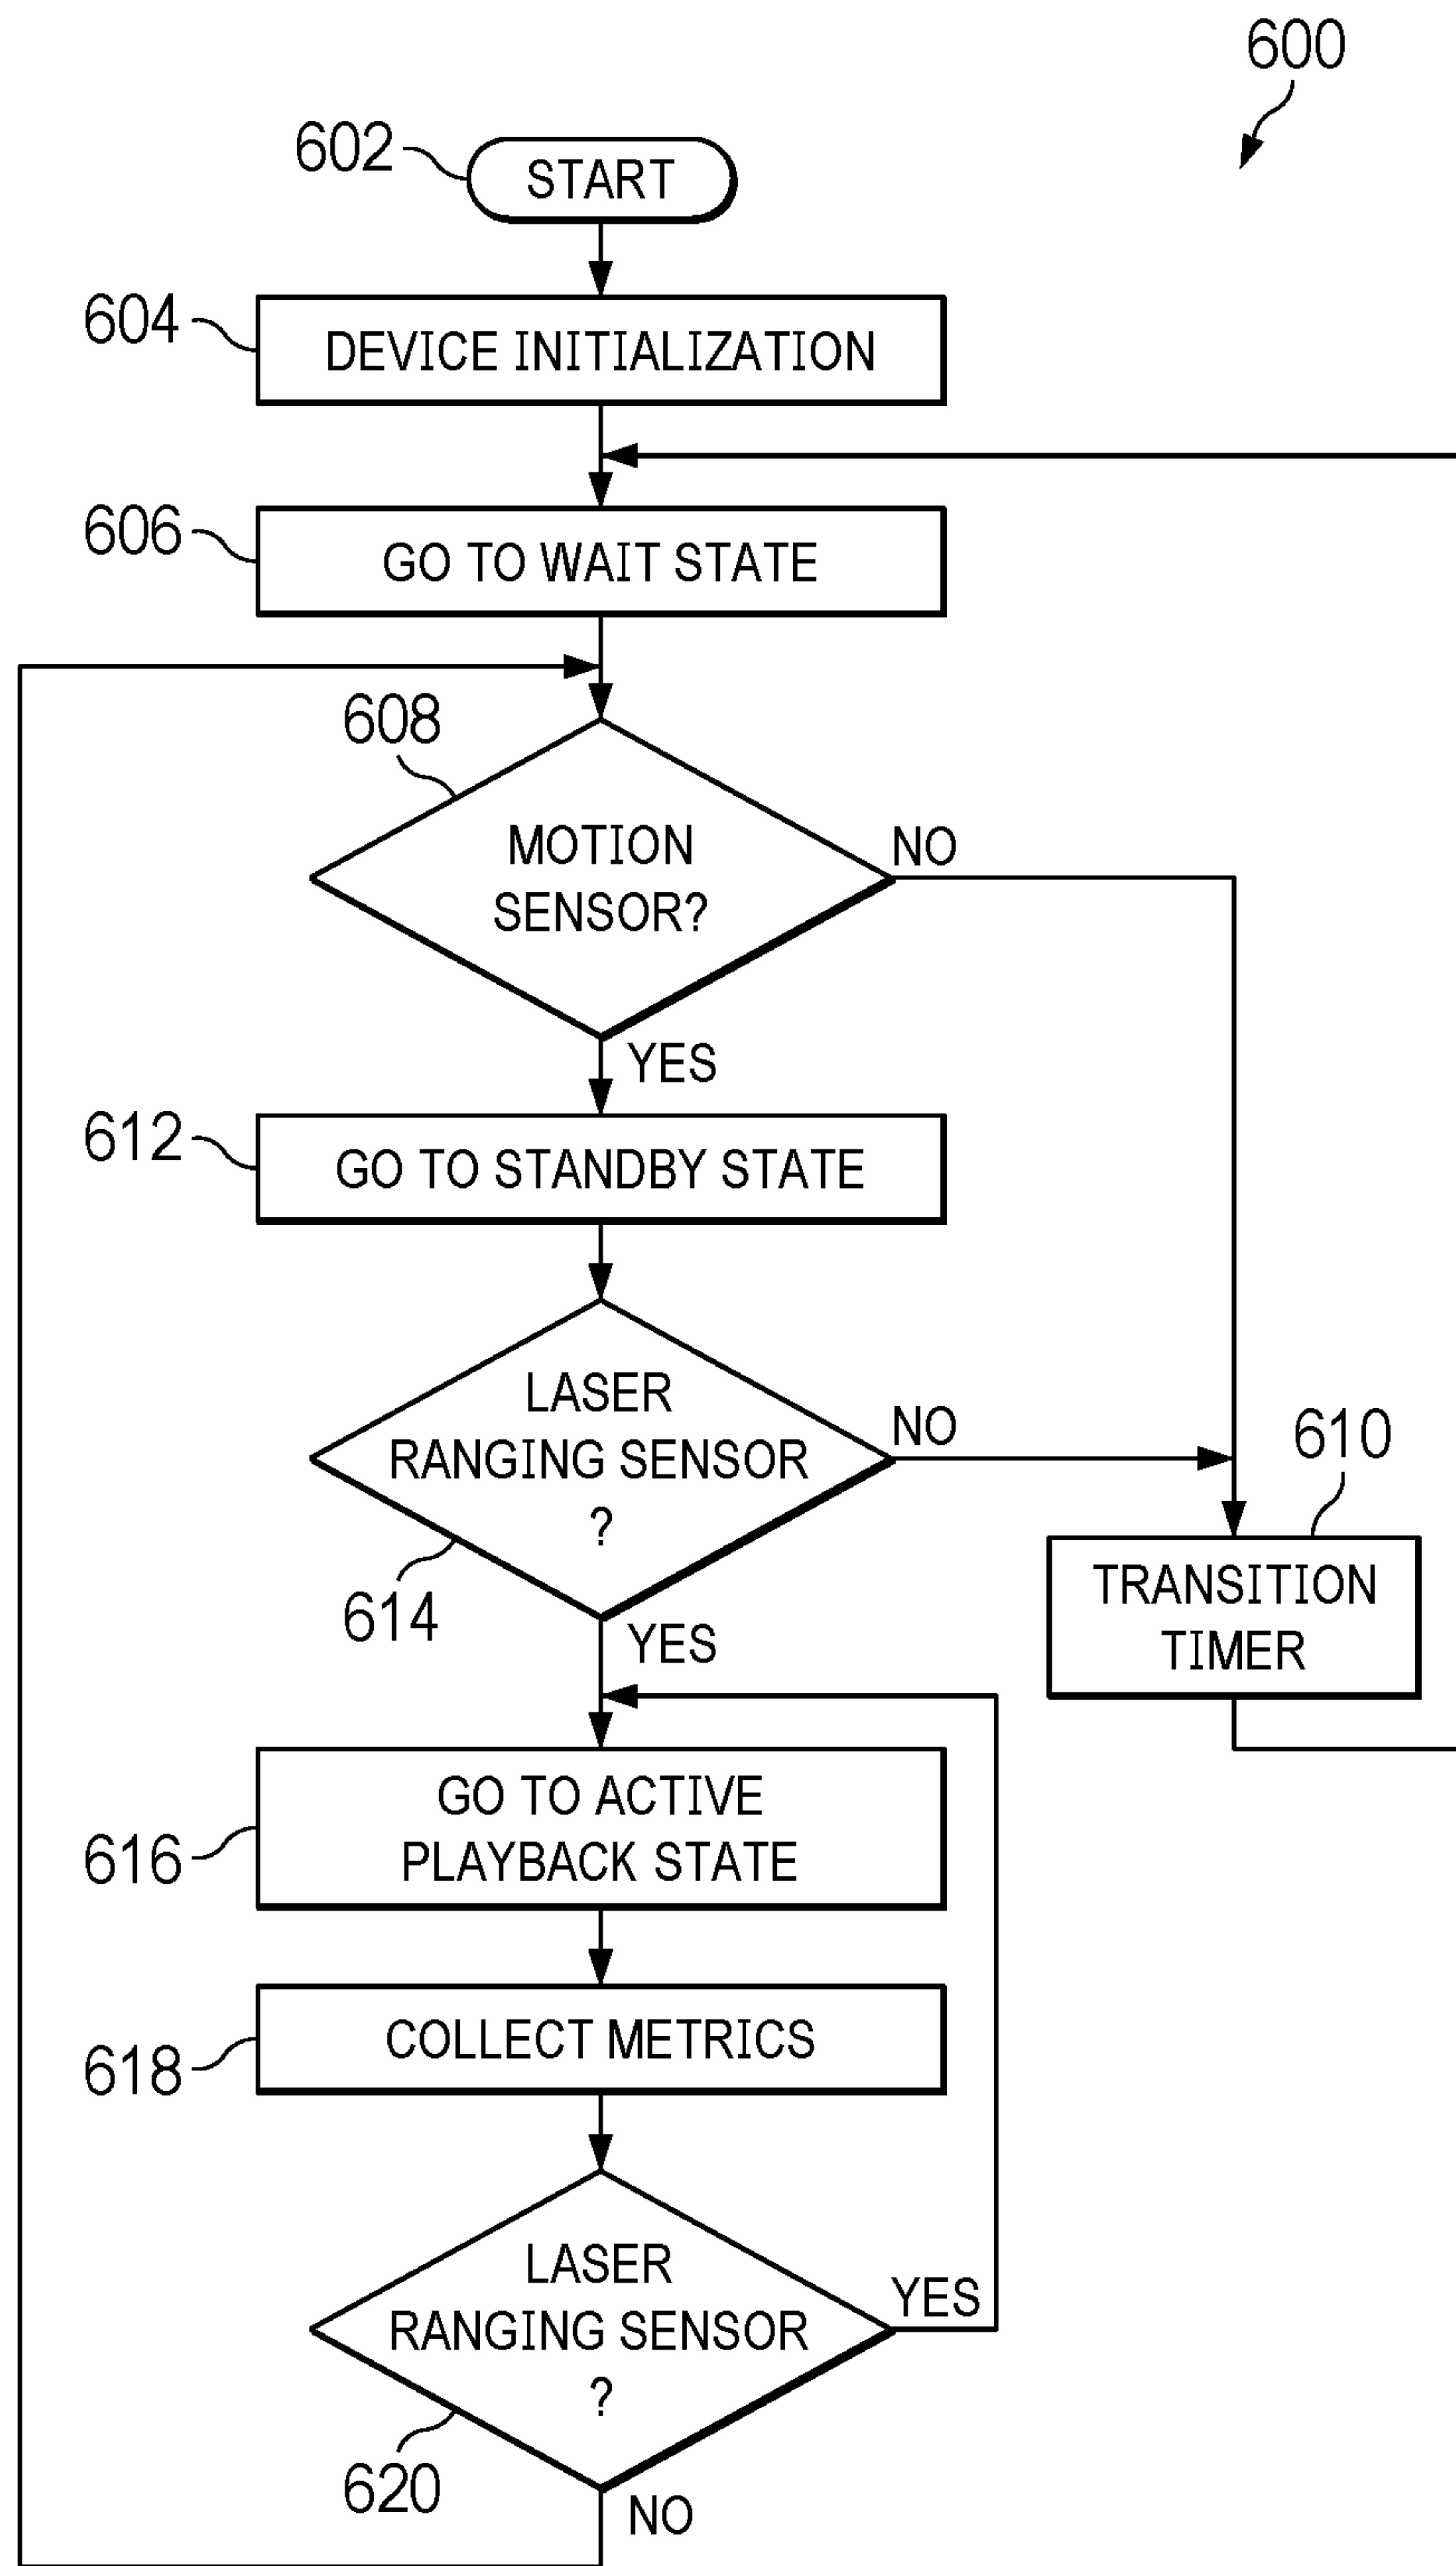 600
602
START
604
DEVICE INITIALIZATION
606
GO TO WAIT STATE
608
MOTION
SENSOR?
NO
YES
612
GO TO STANDBY STATE
LASER
RANGING SENSOR
?
NO
614
YES
610
TRANSITION
TIMER
616
GO TO ACTIVE
PLAYBACK STATE
618
COLLECT METRICS
LASER
RANGING SENSOR
?
YES
620
NO